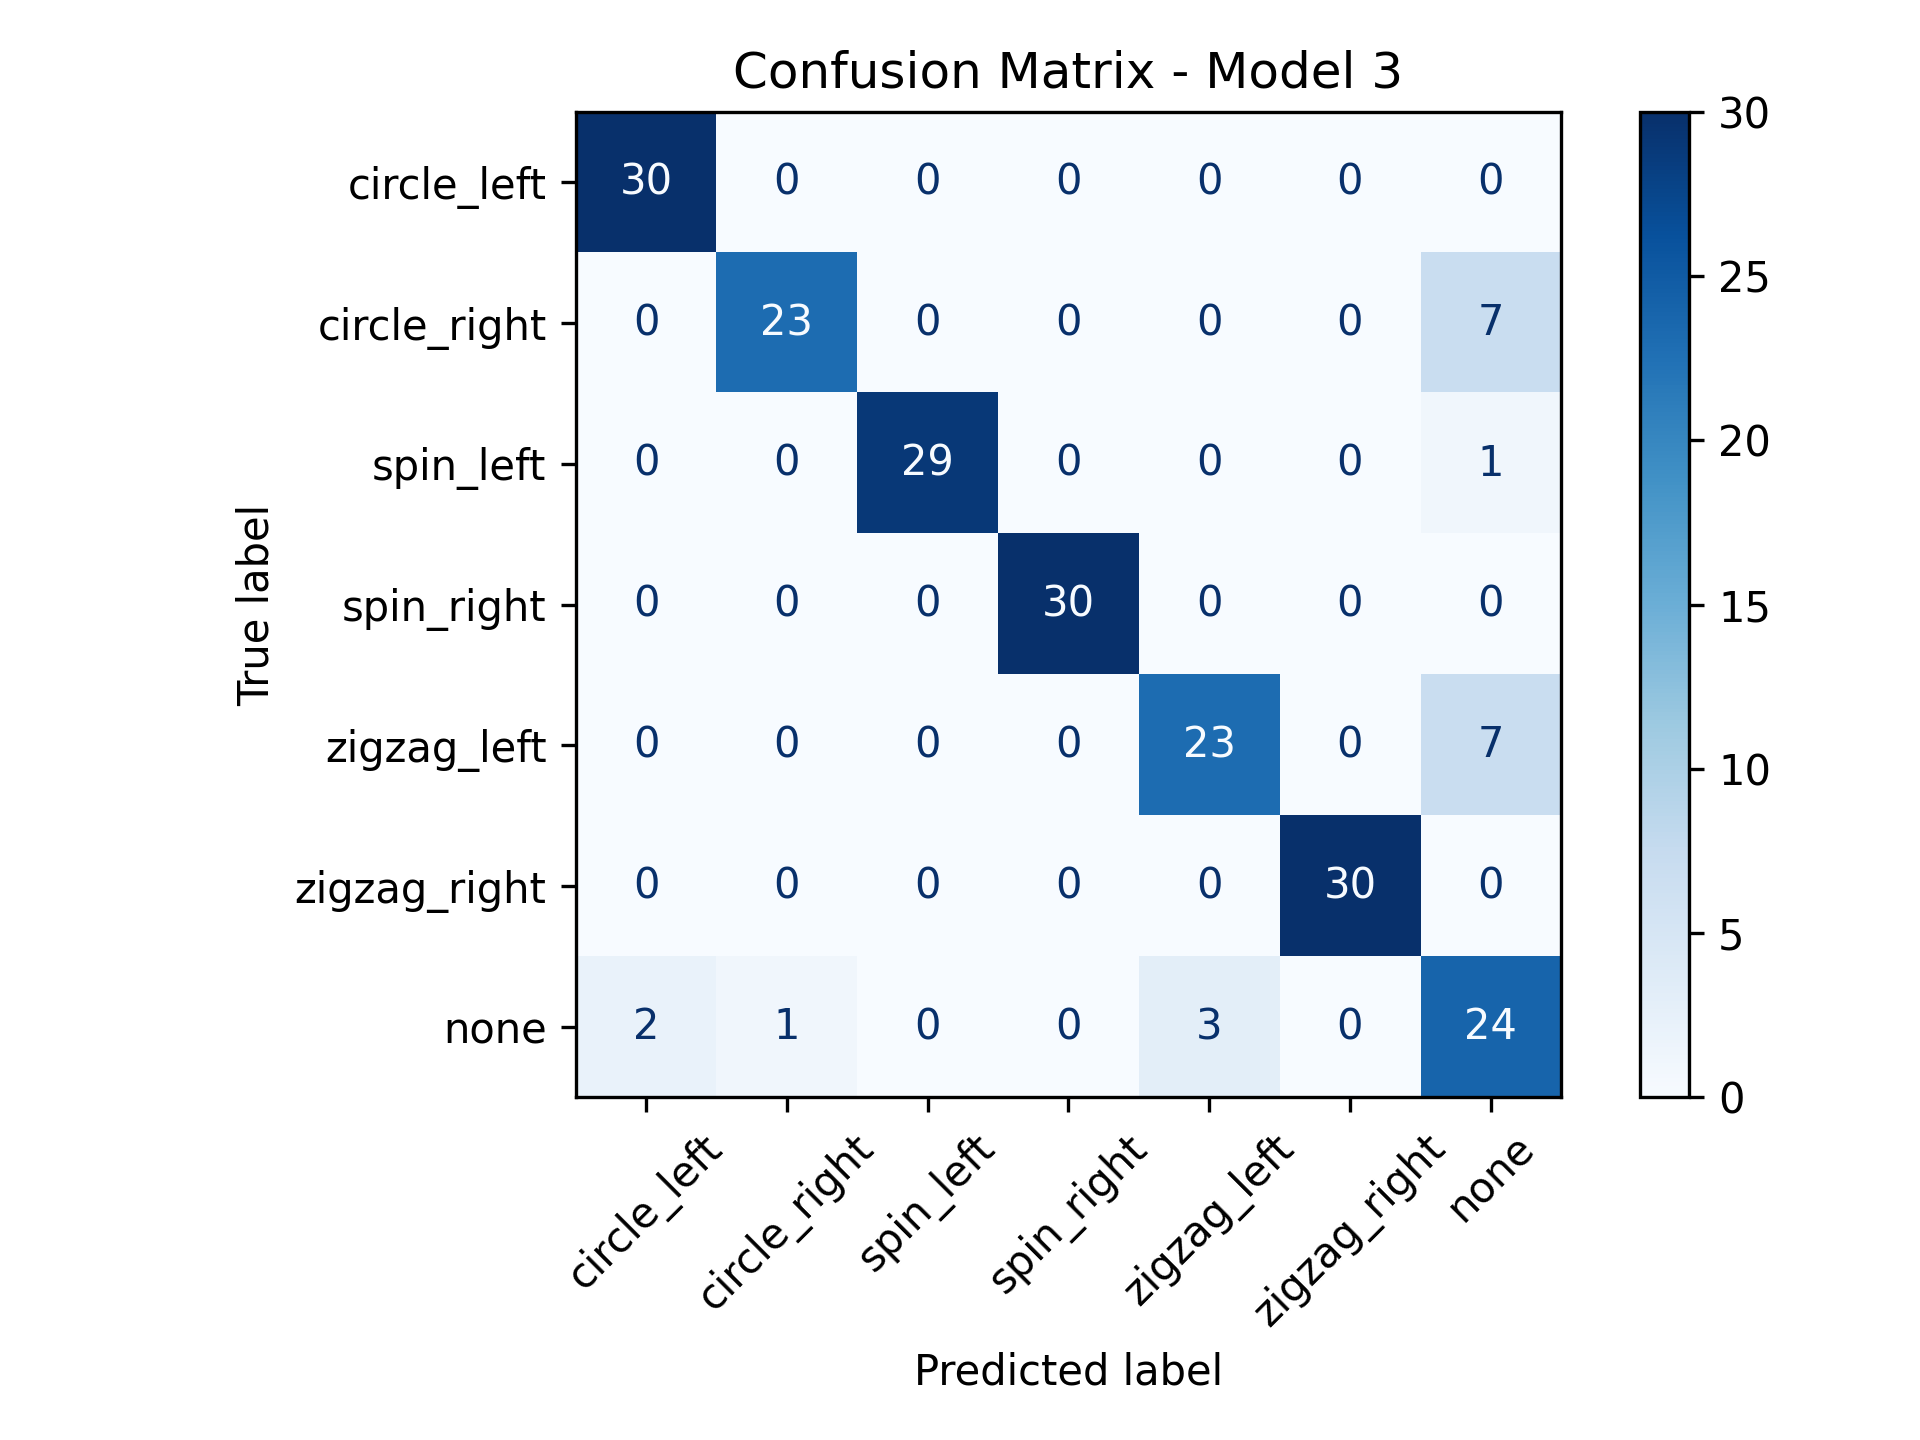 Confusion Matrix - Model 3
circle_left 30 0 0 0 0 0 0
circle_right 0 23 0 0 0 0 7
spin_left 0 0 29 0 0 0 1
spin_right 0 0 0 30 0 0 0
zigzag_left 0 0 0 0 23 0 7
zigzag_right 0 0 0 0 0 30 0
none 2 1 0 0 3 0 24
True label
circle_left circle_right spin_left spin_right zigzag_left zigzag_right none
Predicted label
30
25
20
15
10
5
0